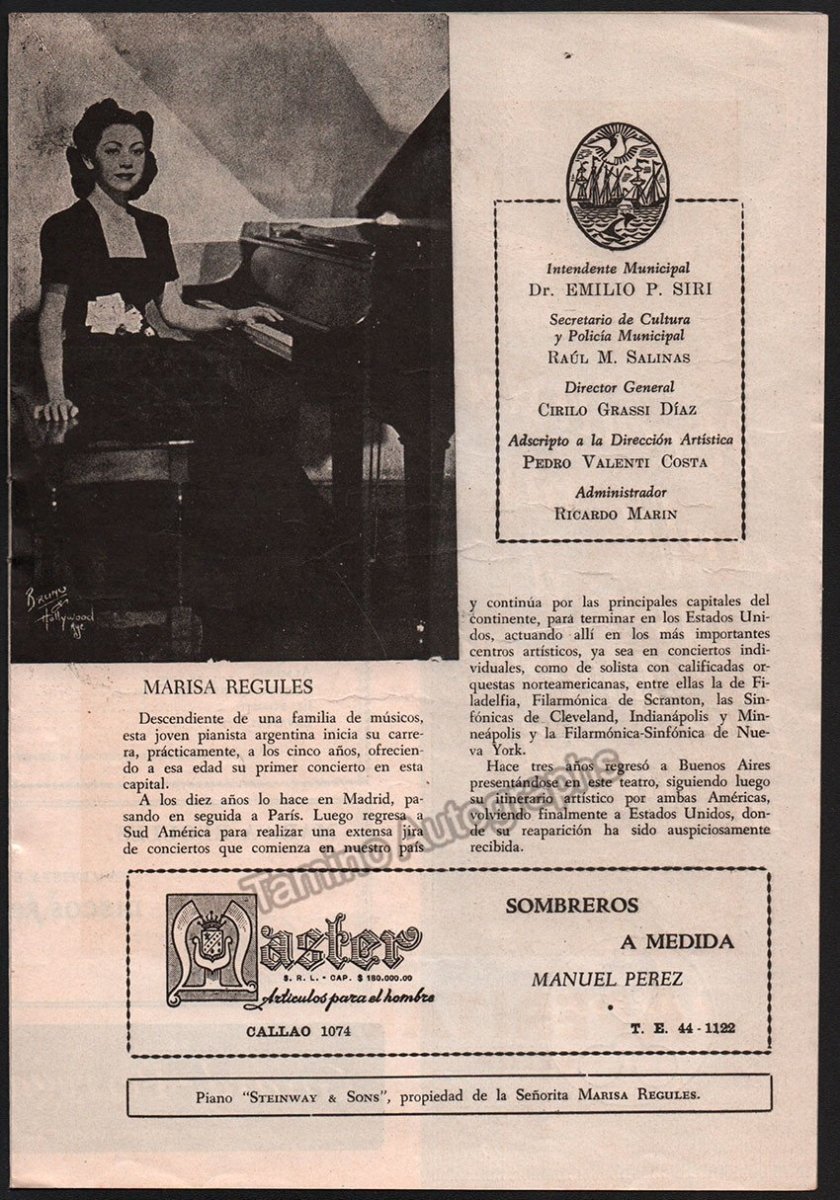 Bruno
of
Hollywood
Nyc
MARISA REGULES
Descendiente de una familia de músicos,
esta joven pianista argentina inicia su carre-
ra, prácticamente, a los cinco años, ofrecien-
do a esa edad su primer concierto en esta
capital.
A los diez años lo hace en Madrid, pa-
sando en seguida a París. Luego regresa a
Sud América para realizar una extensa jira
de conciertos que comienza en nuestro país
Intendente Municipal
Dr. EMILIO P. SIRI
Secretario de Cultura
y Policía Municipal
RAÚL M. SALINAS
Director General
CIRILO GRASSI DÍAZ
Adscripto a la Dirección Artística
PEDRO VALENTI COSTA
Administrador
RICARDO MARIN
y continúa por las principales capitales del
continente, para terminar en los Estados Uni-
dos, actuando allí en los más importantes
centros artísticos, ya sea en conciertos indi-
viduales, como de solista con calificadas or-
questas norteamericanas, entre ellas la de Fi-
ladelfia, Filarmónica de Scranton, las Sin-
fónicas de Cleveland, Indianápolis y Min-
neápolis y la Filarmónica-Sinfónica de Nue-
va York.
Hace tres años regresó a Buenos Aires
presentándose en este teatro, siguiendo luego
su itinerario artístico por ambas Américas,
volviendo finalmente a Estados Unidos, don-
de su reaparición ha sido auspiciosamente
recibida.
Tamino Autographs
Master
S. R. L. - CAP. $ 180.000.00
Artículos para el hombre
CALLAO 1074
SOMBREROS
A MEDIDA
MANUEL PEREZ
T. E. 44 - 1122
Piano "STEINWAY & SONS", propiedad de la Señorita MARISA REGULES.